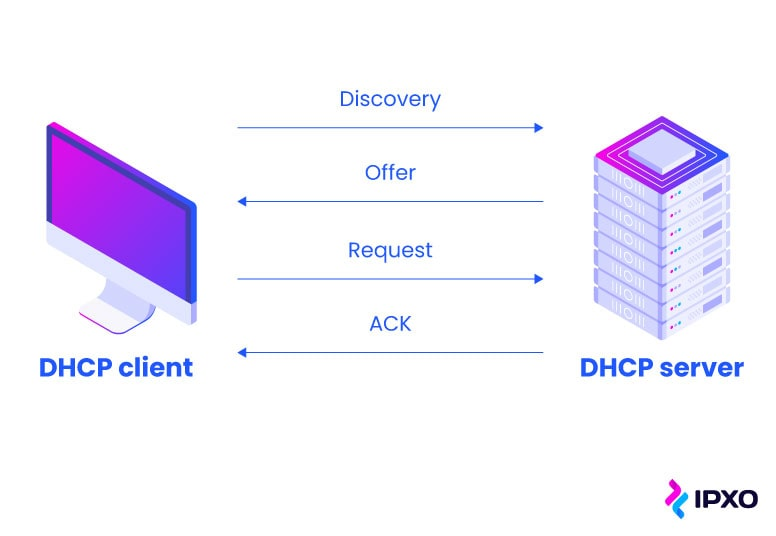 Discovery
Offer
Request
ACK
DHCP client
DHCP server
IPXO